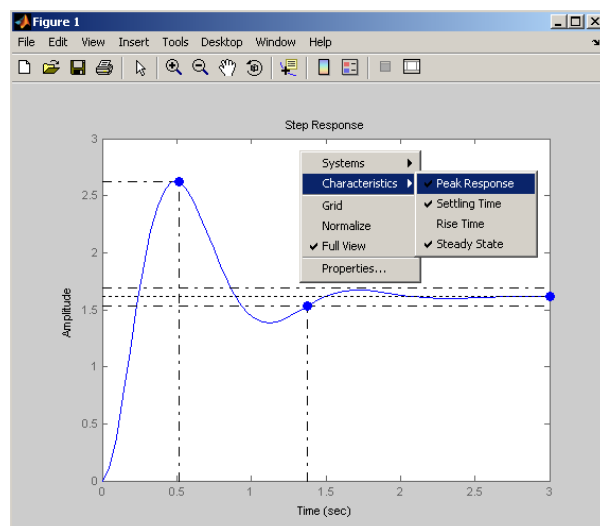 Figure 1
File Edit View Insert Tools Desktop Window Help
Step Response
3
2.5
2
1.5
1
0.5
0
Amplitude
Systems
Characteristics
Grid
Normalize
Full View
Properties...
Peak Response
Settling Time
Rise Time
Steady State
0 0.5 1 1.5 2 2.5 3
Time (sec)